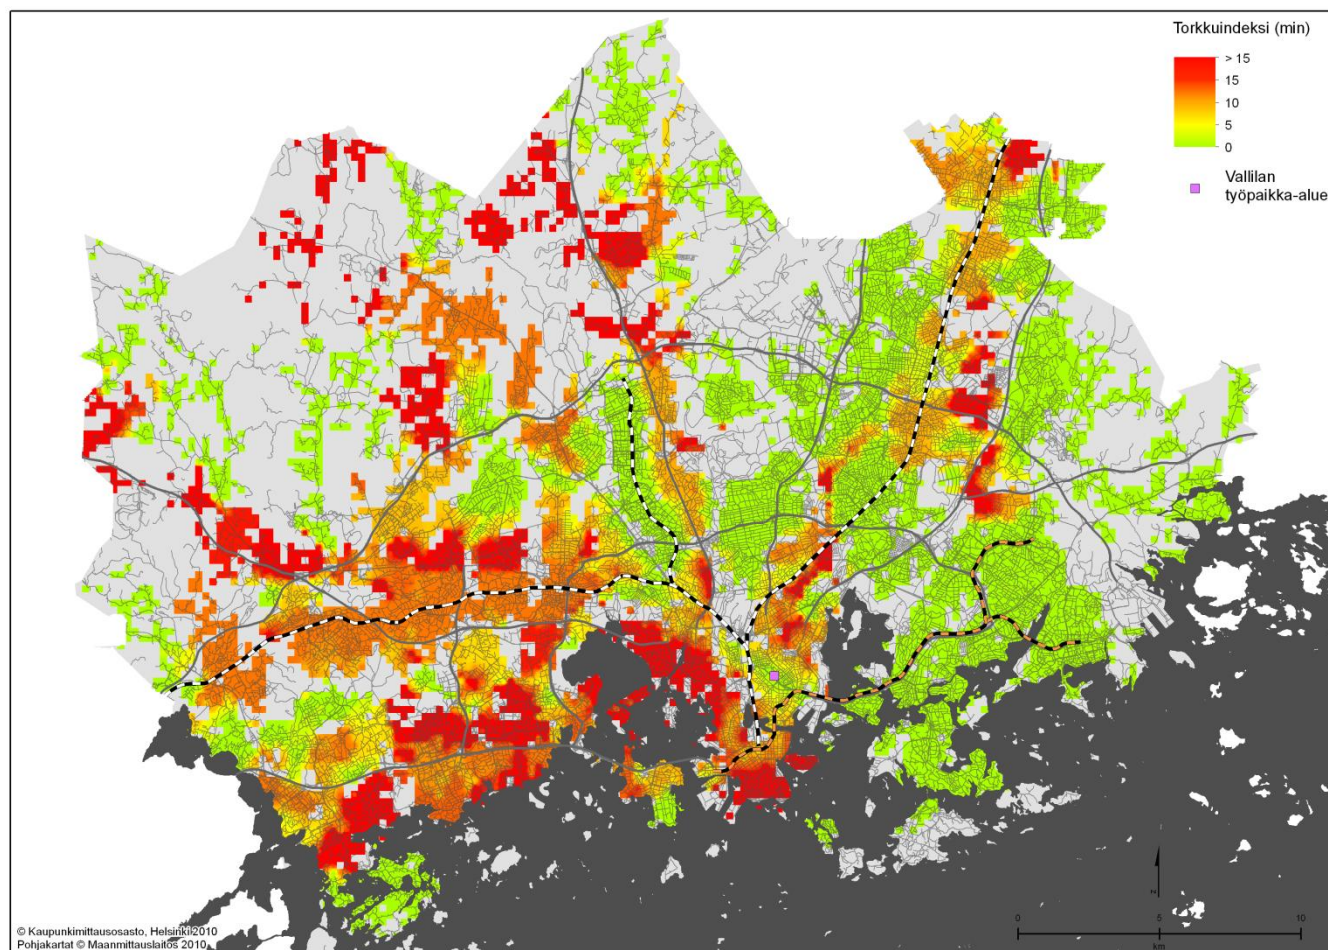 Torkkuindeksi (min)
> 15
15
10
5
0
Vallilan
työpaikka-alue
z
0 5 10
km
© Kaupunkimittausosasto, Helsinki 2010
Pohjakartat © Maanmittauslaitos 2010